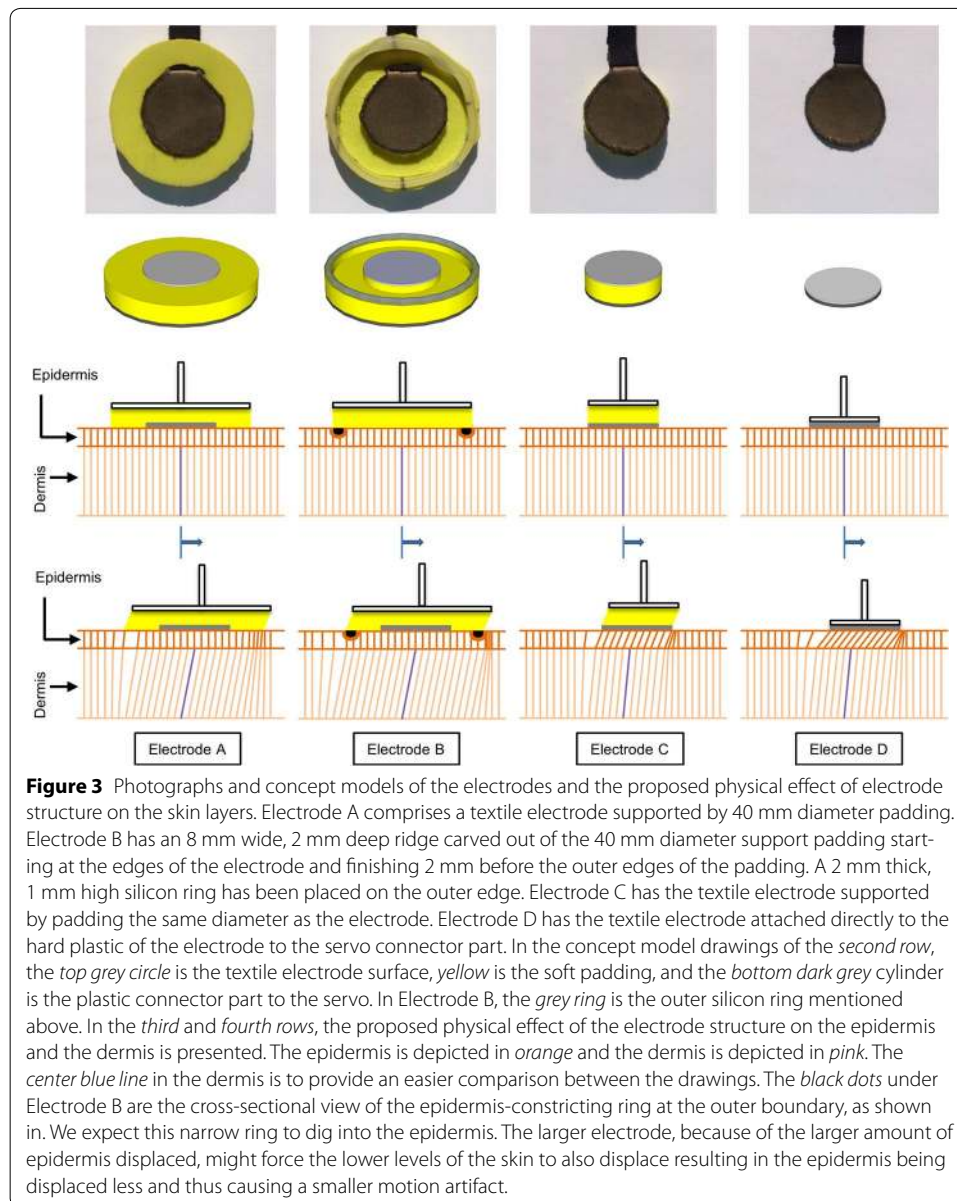 Epidermis
Dermis
Epidermis
Dermis
Electrode A
Electrode B
Electrode C
Electrode D
Figure 3 Photographs and concept models of the electrodes and the proposed physical effect of electrode
structure on the skin layers. Electrode A comprises a textile electrode supported by 40 mm diameter padding.
Electrode B has an 8 mm wide, 2 mm deep ridge carved out of the 40 mm diameter support padding start-
ing at the edges of the electrode and finishing 2 mm before the outer edges of the padding. A 2 mm thick,
1 mm high silicon ring has been placed on the outer edge. Electrode C has the textile electrode supported
by padding the same diameter as the electrode. Electrode D has the textile electrode attached directly to the
hard plastic of the electrode to the servo connector part. In the concept model drawings of the second row,
the top grey circle is the textile electrode surface, yellow is the soft padding, and the bottom dark grey cylinder
is the plastic connector part to the servo. In Electrode B, the grey ring is the outer silicon ring mentioned
above. In the third and fourth rows, the proposed physical effect of the electrode structure on the epidermis
and the dermis is presented. The epidermis is depicted in orange and the dermis is depicted in pink. The
center blue line in the dermis is to provide an easier comparison between the drawings. The black dots under
Electrode B are the cross-sectional view of the epidermis-constricting ring at the outer boundary, as shown
in. We expect this narrow ring to dig into the epidermis. The larger electrode, because of the larger amount of
epidermis displaced, might force the lower levels of the skin to also displace resulting in the epidermis being
displaced less and thus causing a smaller motion artifact.